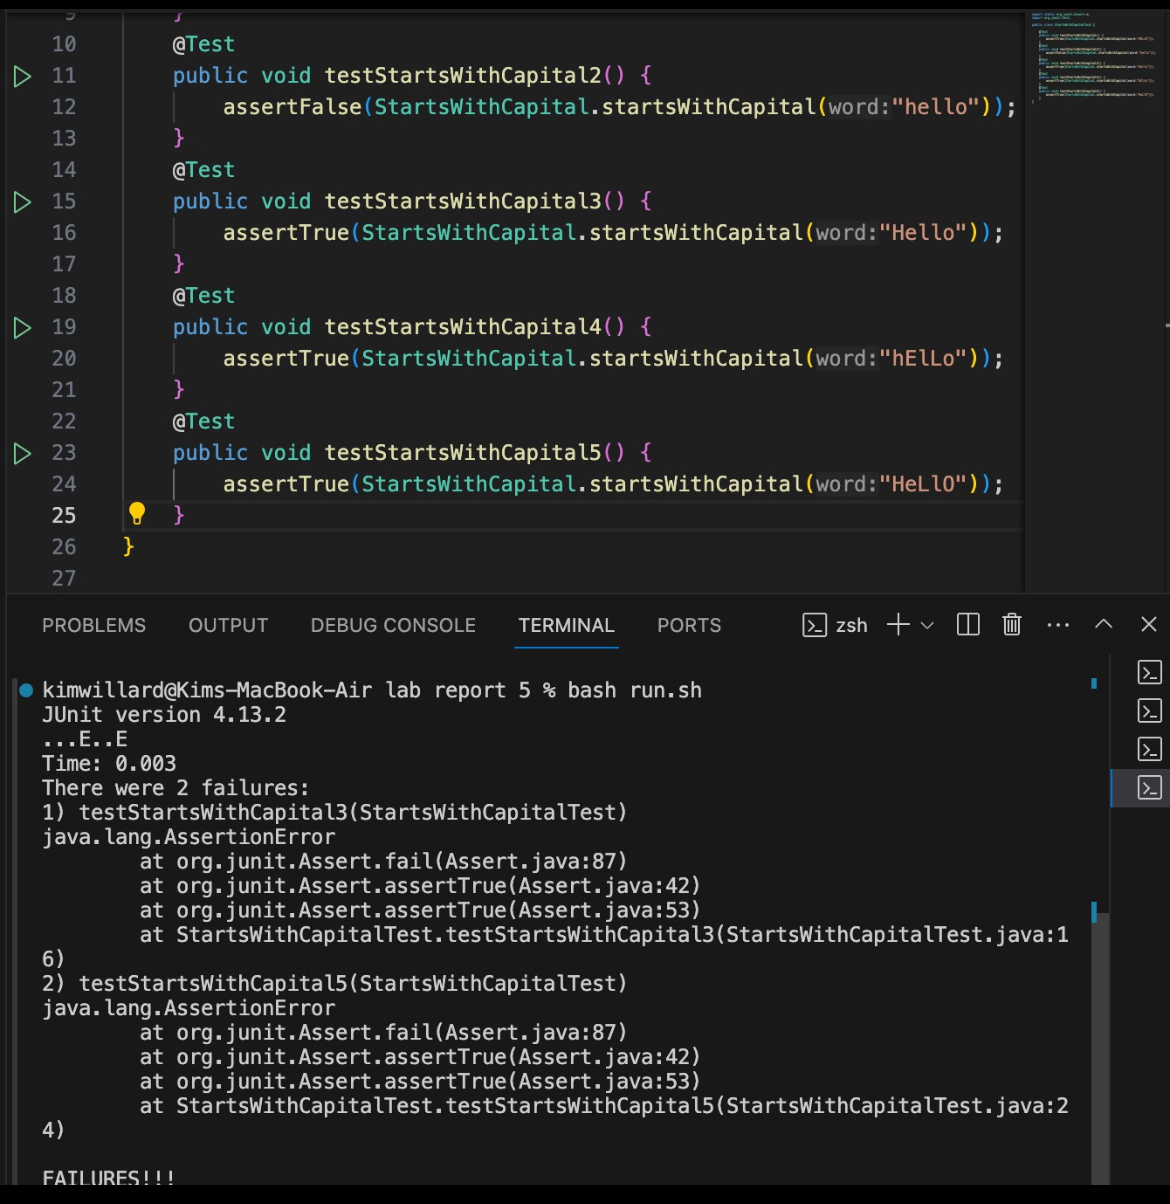 9 }
10 @Test
11 public void testStartsWithCapital2() {
12 assertFalse(StartsWithCapital.startsWithCapital(word:"hello"));
13 }
14 @Test
15 public void testStartsWithCapital3() {
16 assertTrue(StartsWithCapital.startsWithCapital(word:"Hello"));
17 }
18 @Test
19 public void testStartsWithCapital4() {
20 assertTrue(StartsWithCapital.startsWithCapital(word:"hElLo"));
21 }
22 @Test
23 public void testStartsWithCapital5() {
24 assertTrue(StartsWithCapital.startsWithCapital(word:"HeLlO"));
25 }
26 }
27
PROBLEMS OUTPUT DEBUG CONSOLE TERMINAL PORTS zsh
kimwillard@Kims-MacBook-Air lab report 5 % bash run.sh
JUnit version 4.13.2
...E..E
Time: 0.003
There were 2 failures:
1) testStartsWithCapital3(StartsWithCapitalTest)
java.lang.AssertionError
at org.junit.Assert.fail(Assert.java:87)
at org.junit.Assert.assertTrue(Assert.java:42)
at org.junit.Assert.assertTrue(Assert.java:53)
at StartsWithCapitalTest.testStartsWithCapital3(StartsWithCapitalTest.java:1
6)
2) testStartsWithCapital5(StartsWithCapitalTest)
java.lang.AssertionError
at org.junit.Assert.fail(Assert.java:87)
at org.junit.Assert.assertTrue(Assert.java:42)
at org.junit.Assert.assertTrue(Assert.java:53)
at StartsWithCapitalTest.testStartsWithCapital5(StartsWithCapitalTest.java:2
4)
FAILURES!!!